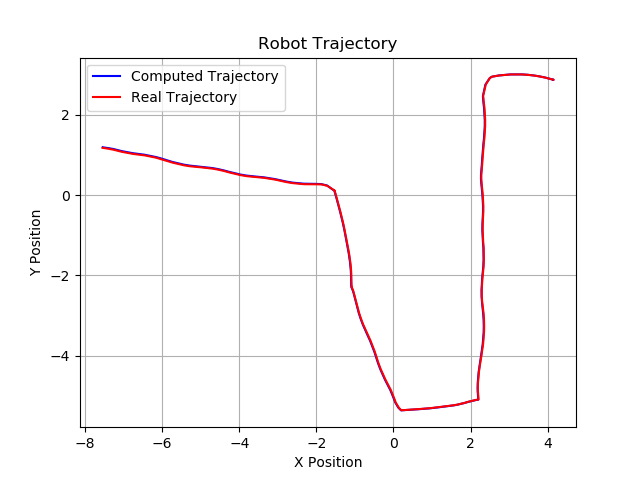 Robot Trajectory
Computed Trajectory
Real Trajectory
2
0
−2
−4
Y Position
−8 −6 −4 −2 0 2 4
X Position